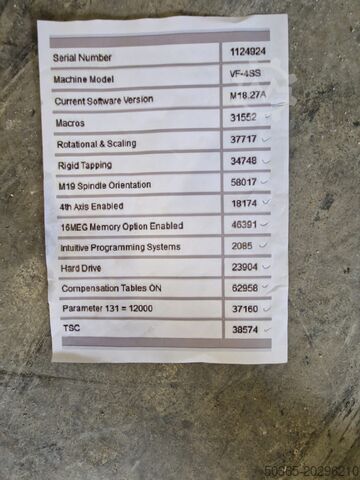 Serial Number 1124924
Machine Model VF-4SS
Current Software Version M18.27A
Macros 31552
Rotational & Scaling 37717
Rigid Tapping 34748
M19 Spindle Orientation 58017
4th Axis Enabled 18174
16MEG Memory Option Enabled 46391
Intuitive Programming Systems 2085
Hard Drive 23904
Compensation Tables ON 62958
Parameter 131 = 12000 37160
TSC 38574
50585-20296210